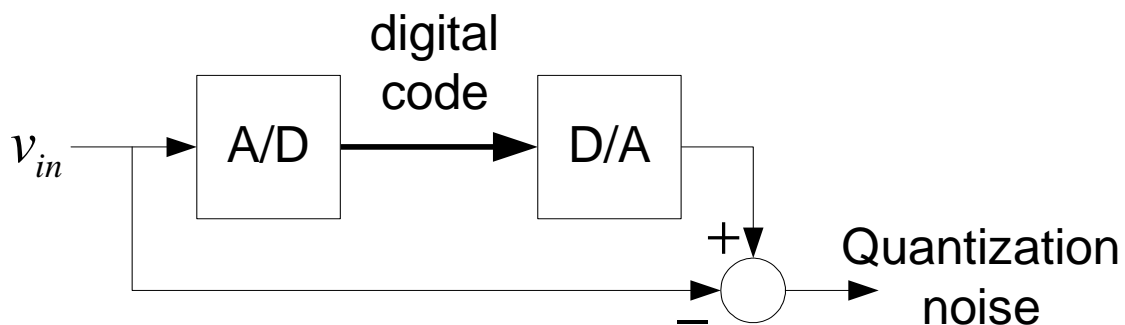 digital
code
v_in
A/D
D/A
+
Quantization
noise
−